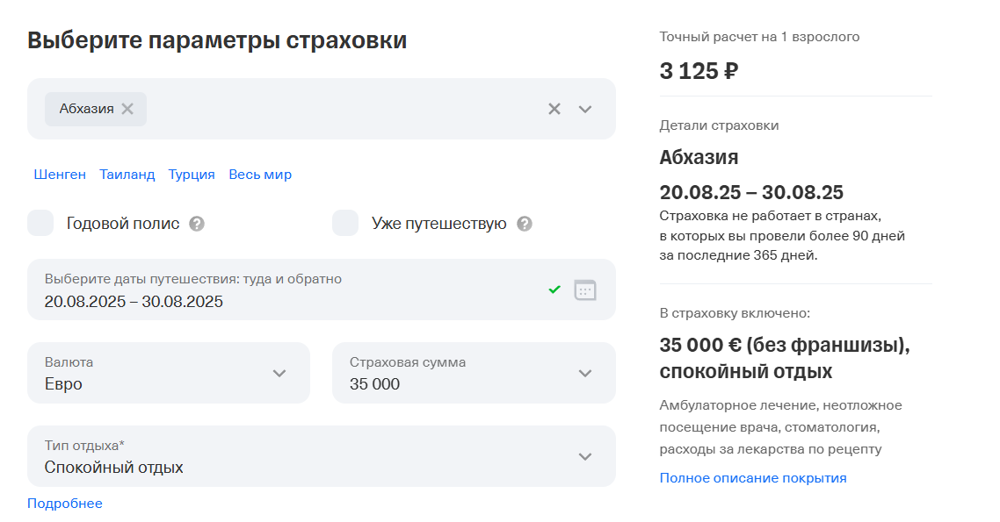 Выберите параметры страховки
Абхазия
Шенген Таиланд Турция Весь мир
Годовой полис ? Уже путешествую ?
Выберите даты путешествия: туда и обратно
20.08.2025 – 30.08.2025
Валюта
Евро
Страховая сумма
35 000
Тип отдыха*
Спокойный отдых
Подробнее
Точный расчет на 1 взрослого
3 125 ₽
Детали страховки
Абхазия
20.08.25 – 30.08.25
Страховка не работает в странах,
в которых вы провели более 90 дней
за последние 365 дней.
В страховку включено:
35 000 € (без франшизы),
спокойный отдых
Амбулаторное лечение, неотложное
посещение врача, стоматология,
расходы за лекарства по рецепту
Полное описание покрытия